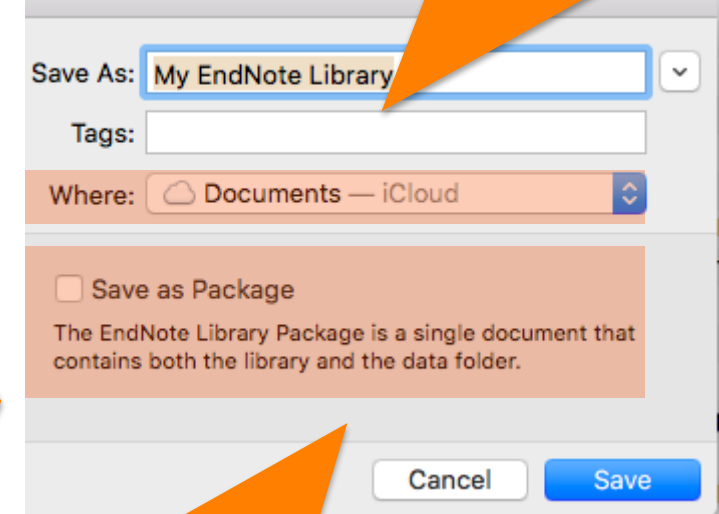 Save As: My EndNote Library
Tags:
Where: Documents — iCloud
Save as Package
The EndNote Library Package is a single document that
contains both the library and the data folder.
Cancel Save